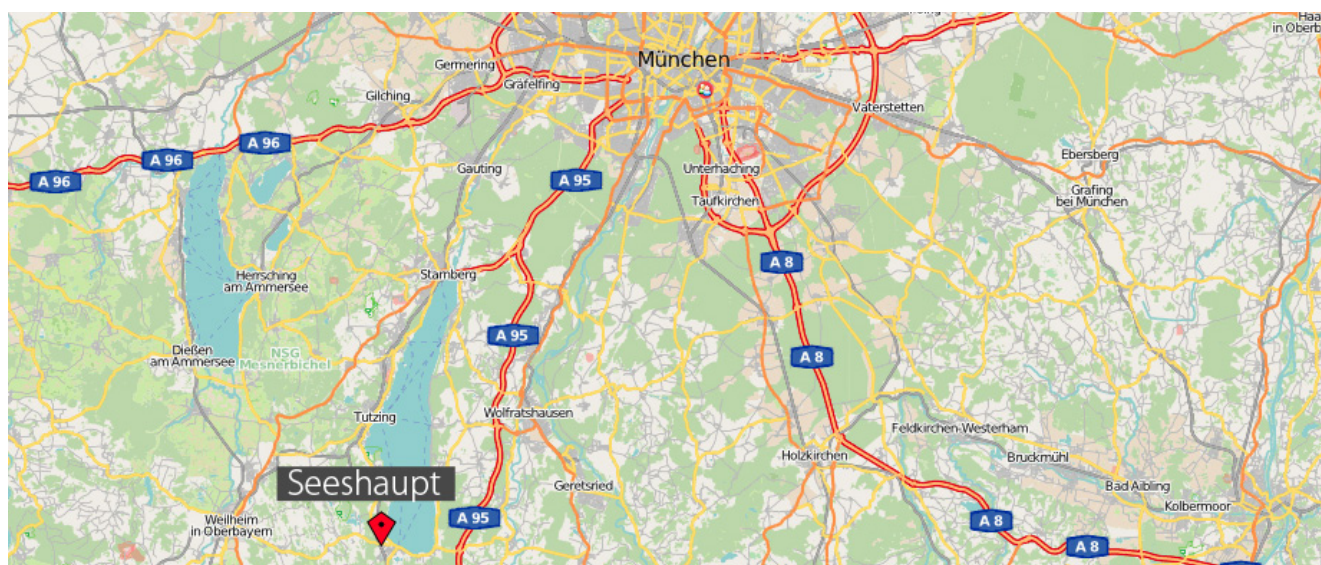 München
Germering
Gräfelfing
Gilching
Vaterstetten
Haa
in Oberb
A 96
A 96
A 96
Gauting
A 95
Unterhaching
Taufkirchen
Ebersberg
Grafing
bei München
A 8
Starnberg
Herrsching
am Ammersee
A 95
Dießen
am Ammersee
NSG
Mesnerbichel
A 8
Tutzing
Wolfratshausen
Feldkirchen-Westerham
Holzkirchen
Bruckmühl
Seeshaupt
Geretsried
Bad Aibling
Kolbermoor
Weilheim
in Oberbayern
A 95
A 8
A 8